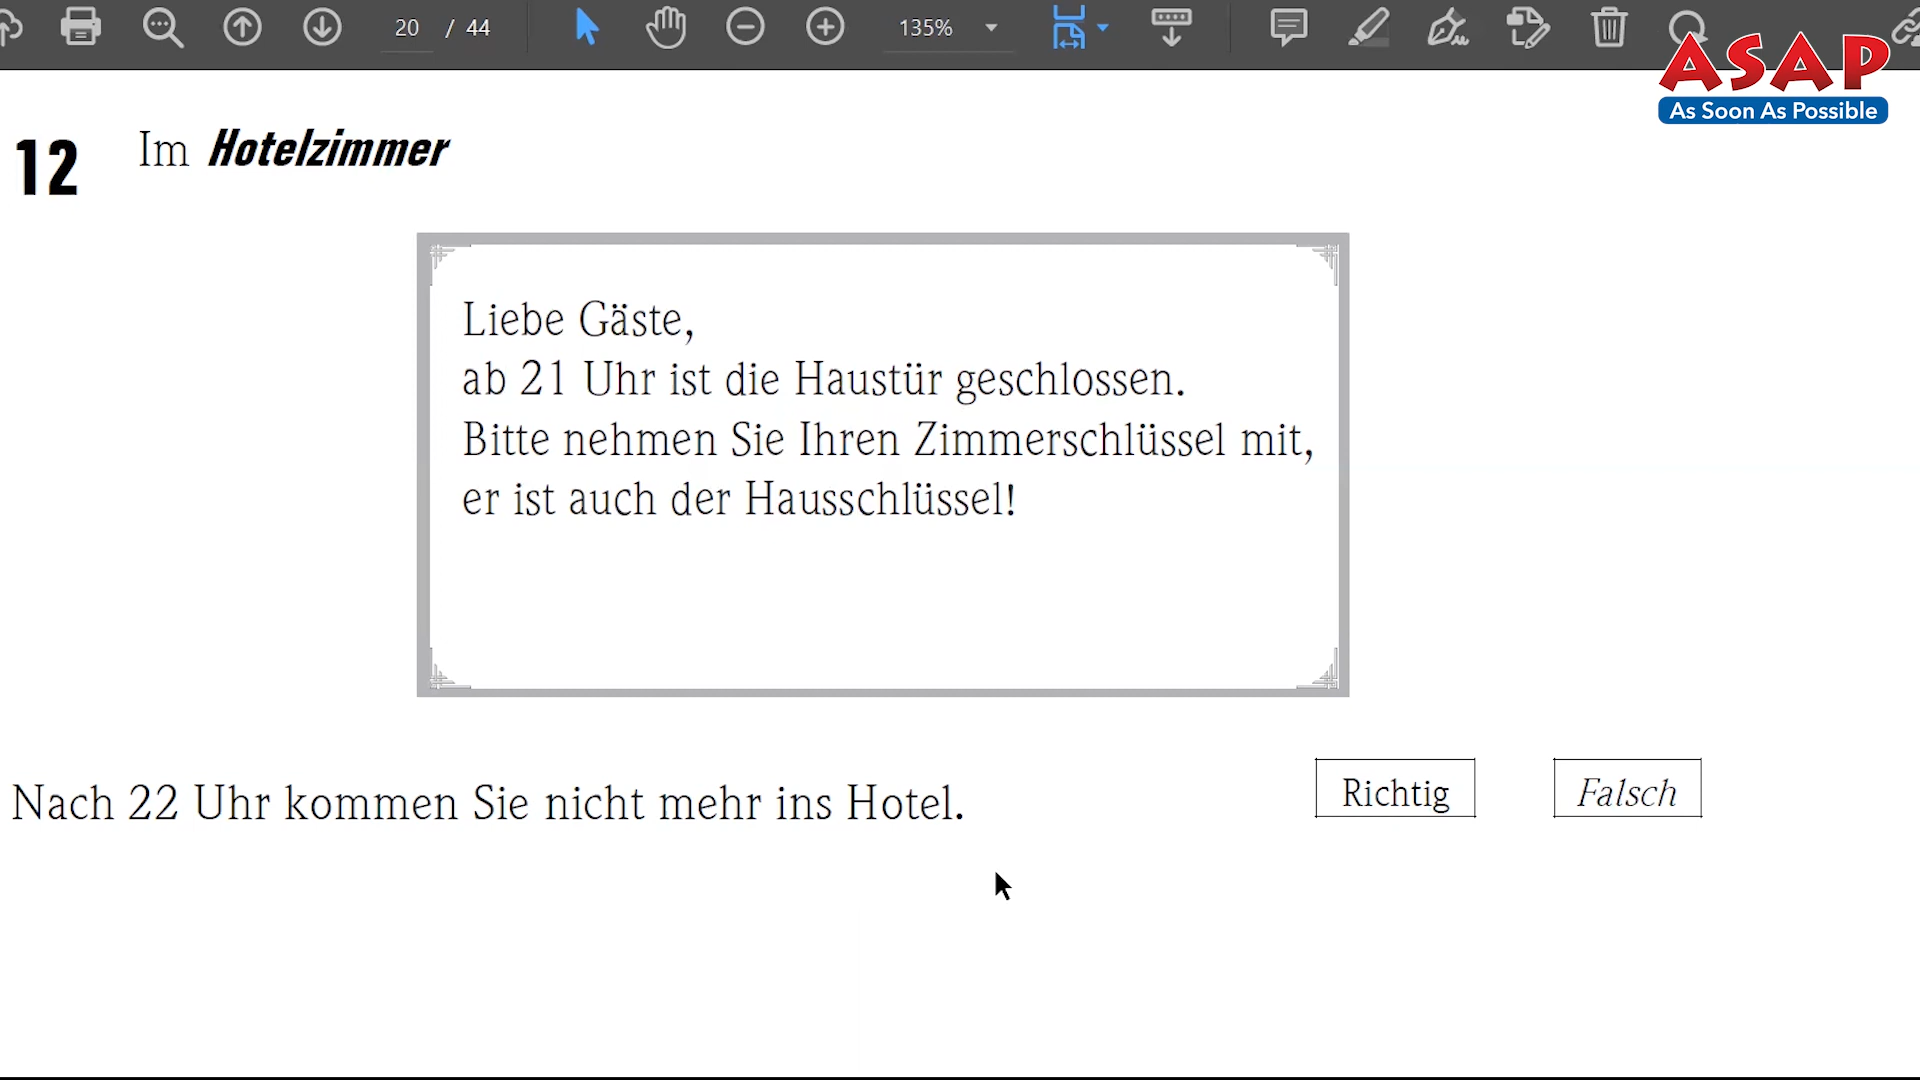 20 / 44
135%
ASAP
As Soon As Possible
12 Im Hotelzimmer
Liebe Gäste,
ab 21 Uhr ist die Haustür geschlossen.
Bitte nehmen Sie Ihren Zimmerschlüssel mit,
er ist auch der Hausschlüssel!
Nach 22 Uhr kommen Sie nicht mehr ins Hotel.
Richtig
Falsch